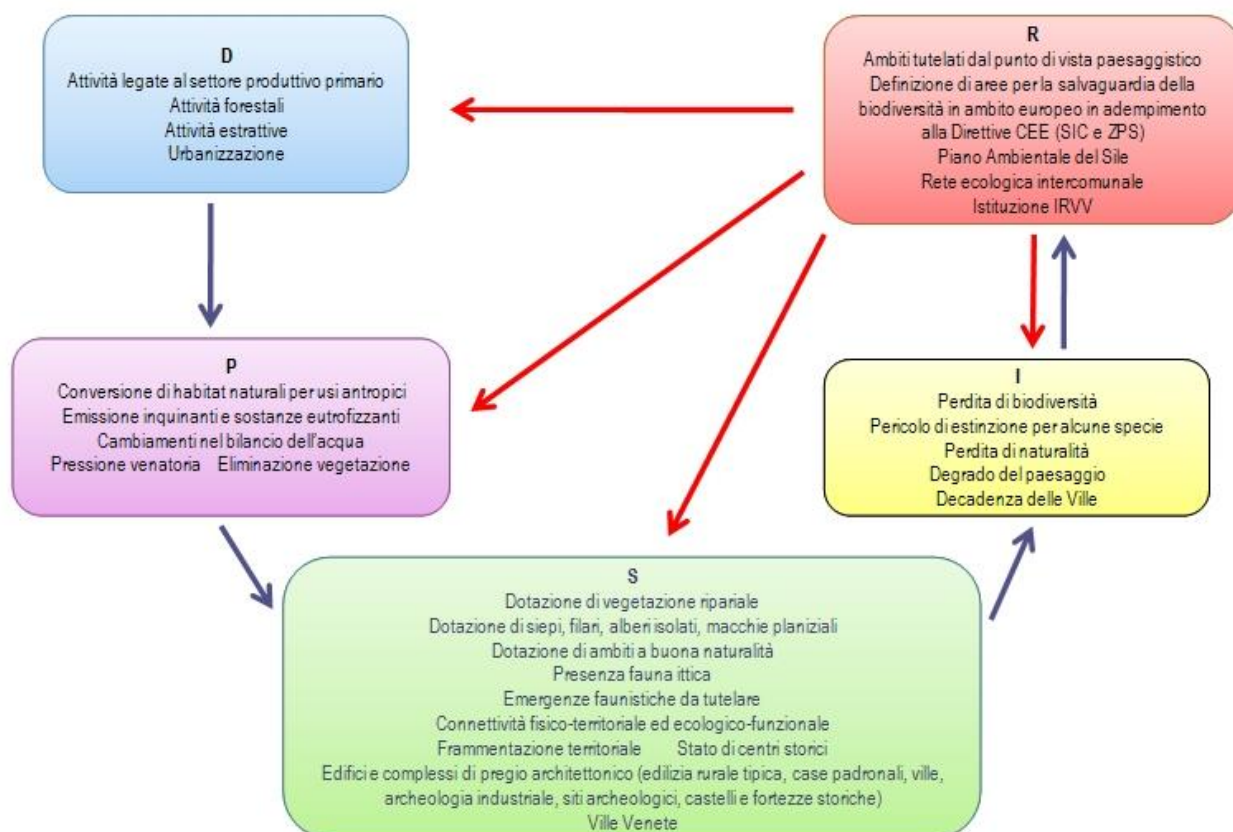 D
Attività legate al settore produttivo primario
Attività forestali
Attività estrattive
Urbanizzazione
R
Ambiti tutelati dal punto di vista paesaggistico
Definizione di aree per la salvaguardia della
biodiversità in ambito europeo in adempimento
alla Direttive CEE (SIC e ZPS)
Piano Ambientale del Sile
Rete ecologica intercomunale
Istituzione IRVV
P
Conversione di habitat naturali per usi antropici
Emissione inquinanti e sostanze eutrofizzanti
Cambiamenti nel bilancio dell'acqua
Pressione venatoria Eliminazione vegetazione
I
Perdita di biodiversità
Pericolo di estinzione per alcune specie
Perdita di naturalità
Degrado del paesaggio
Decadenza delle Ville
S
Dotazione di vegetazione ripariale
Dotazione di siepi, filari, alberi isolati, macchie planiziali
Dotazione di ambiti a buona naturalità
Presenza fauna ittica
Emergenze faunistiche da tutelare
Connettività fisico-territoriale ed ecologico-funzionale
Frammentazione territoriale Stato di centri storici
Edifici e complessi di pregio architettonico (edilizia rurale tipica, case padronali, ville,
archeologia industriale, siti archeologici, castelli e fortezze storiche)
Ville Venete